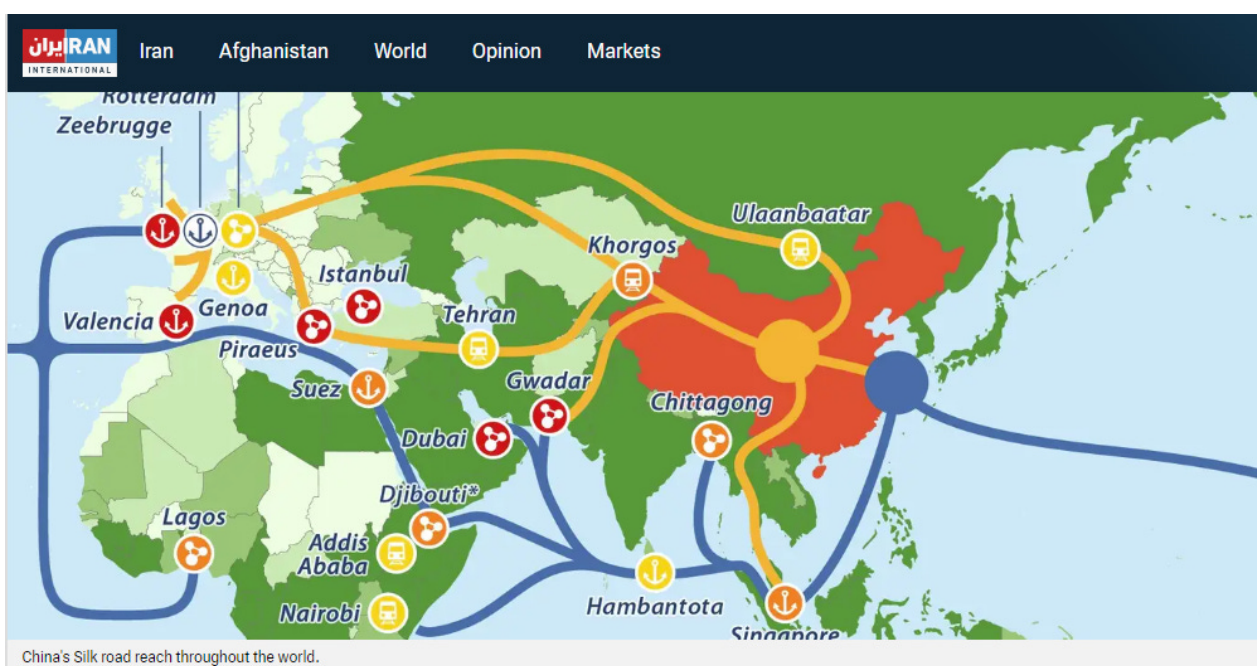 ایران IRAN
INTERNATIONAL
Iran Afghanistan World Opinion Markets
Rotterdam
Zeebrugge
Ulaanbaatar
Khorgos
Istanbul
Genoa
Valencia
Tehran
Piraeus
Gwadar
Suez
Chittagong
Dubai
Djibouti*
Lagos
Addis
Ababa
Hambantota
Nairobi
Singapore
China's Silk road reach throughout the world.